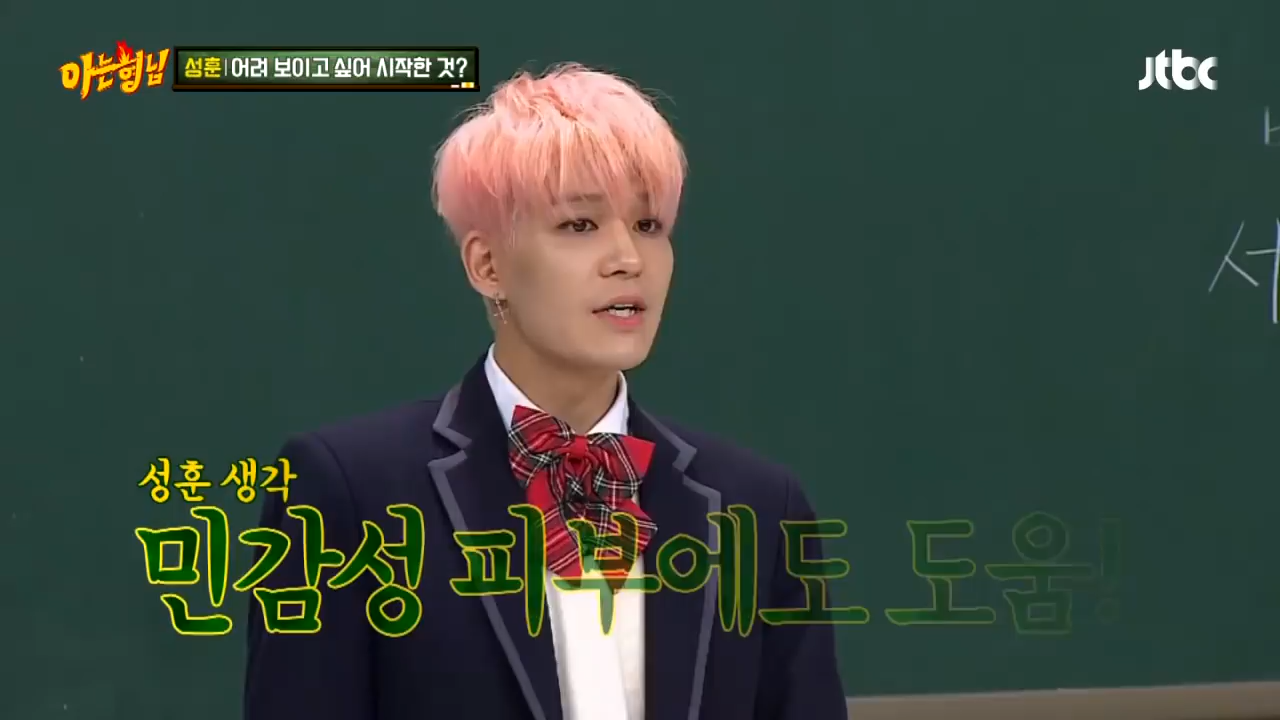 아는형님
성훈 어려 보이고 싶어 시작한 것?
jtbc
서
성훈 생각
민감성 피부에도 도움!